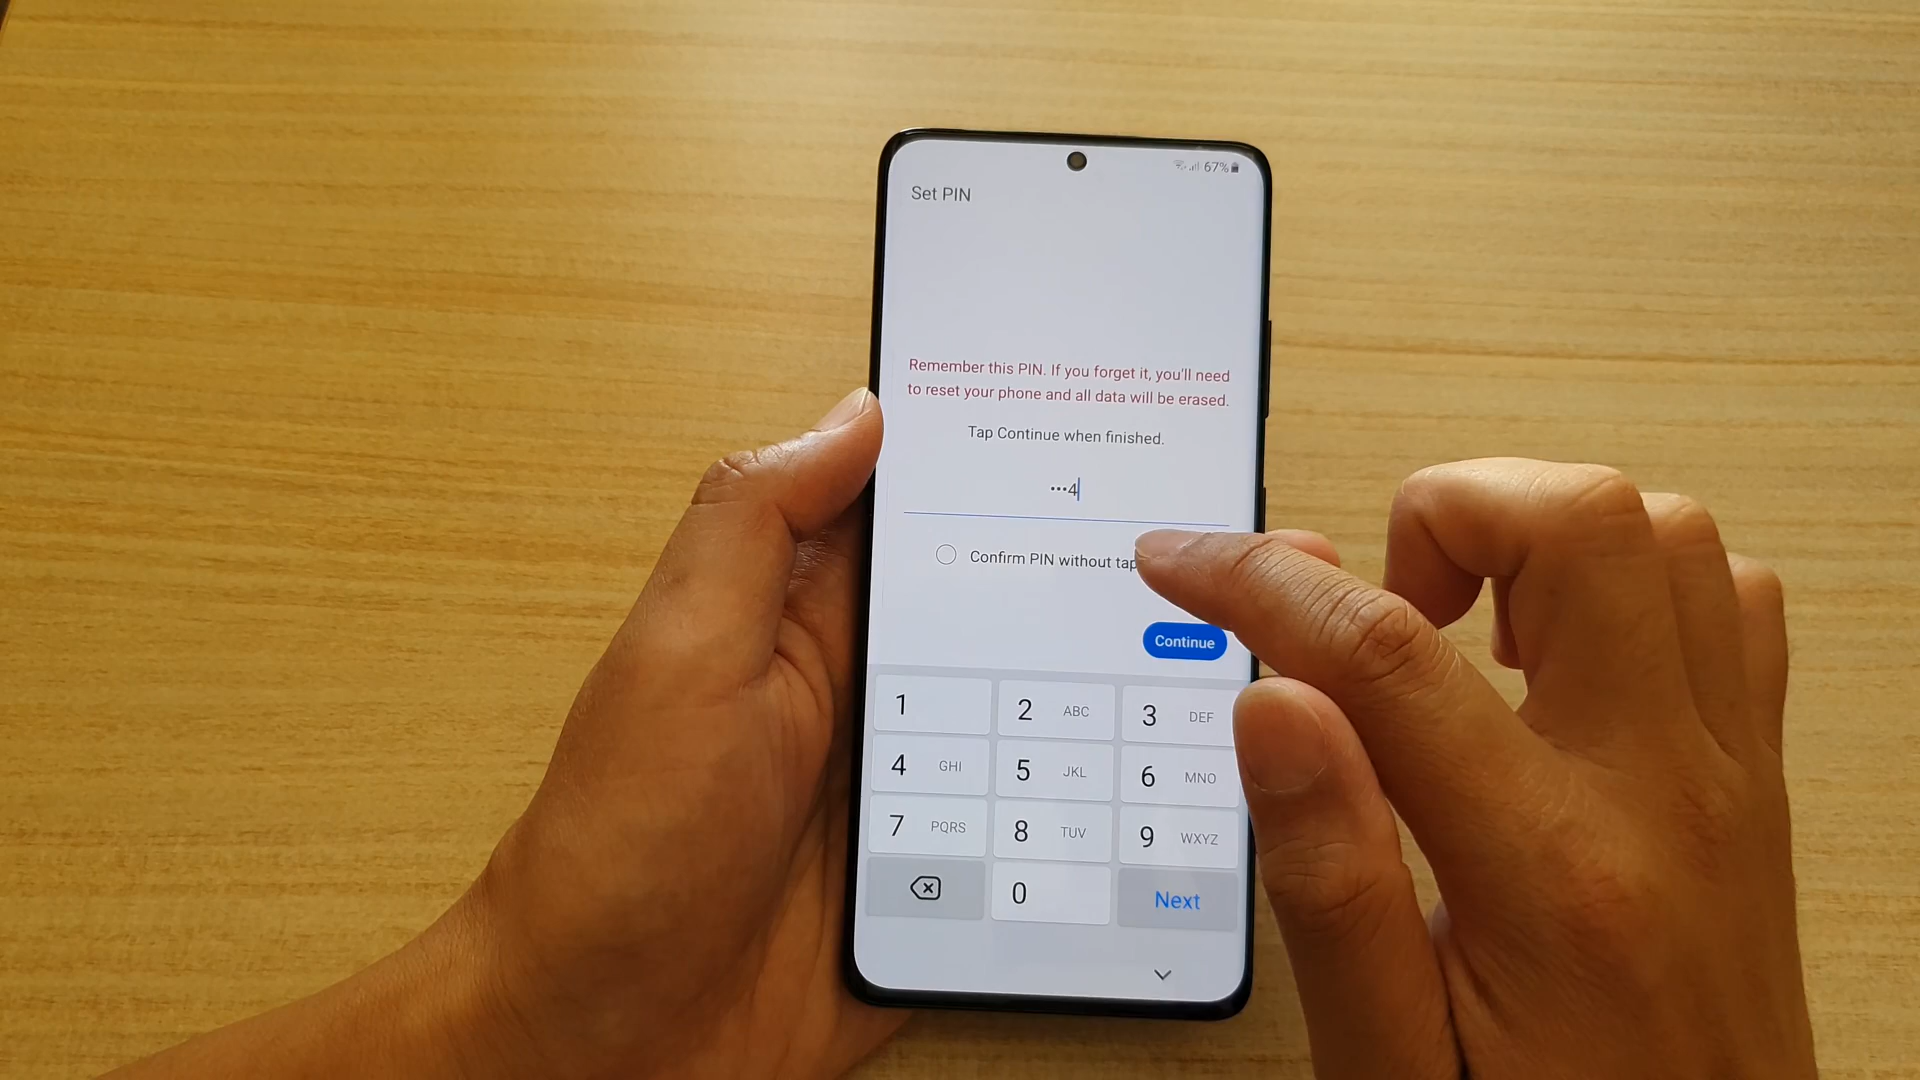 67%
Set PIN
Remember this PIN. If you forget it, you'll need
to reset your phone and all data will be erased.
Tap Continue when finished.
•••4
Confirm PIN without tap
Continue
1
2 ABC
3 DEF
4 GHI
5 JKL
6 MNO
7 PQRS
8 TUV
9 WXYZ
0
Next